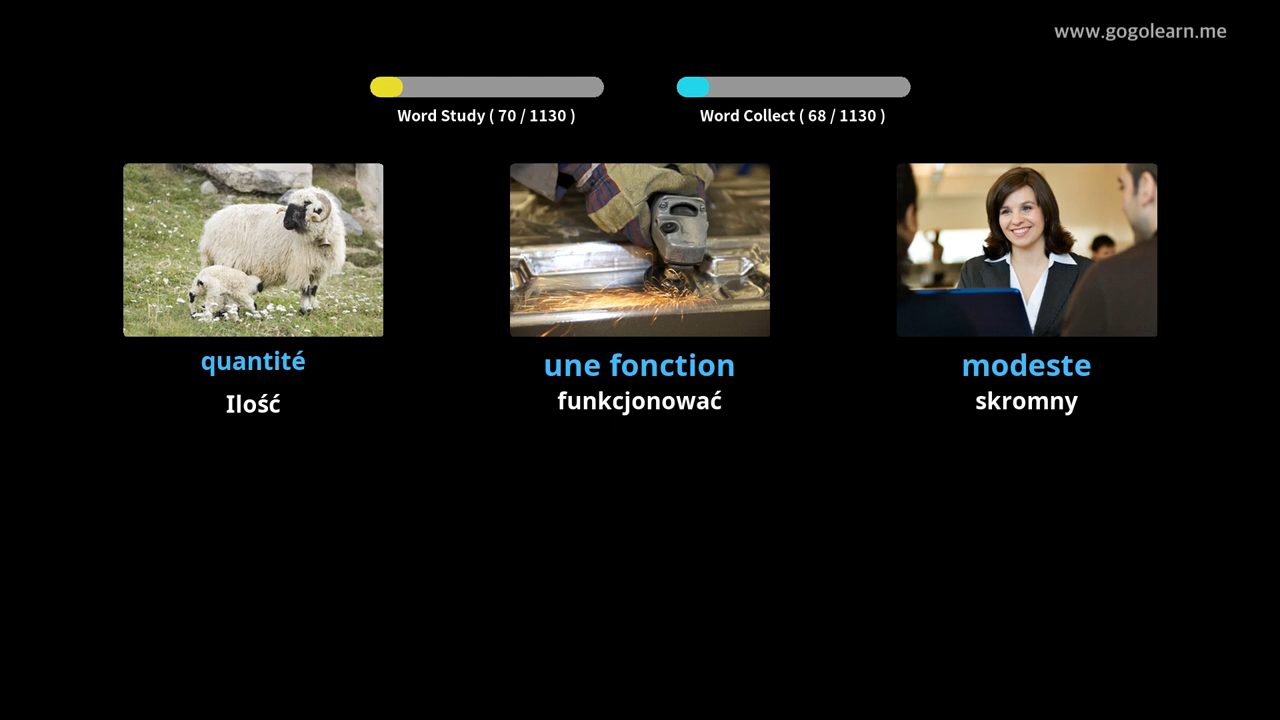 www.gogolearn.me
Word Study ( 70 / 1130 )
Word Collect ( 68 / 1130 )
quantité
Ilość
une fonction
funkcjonować
modeste
skromny